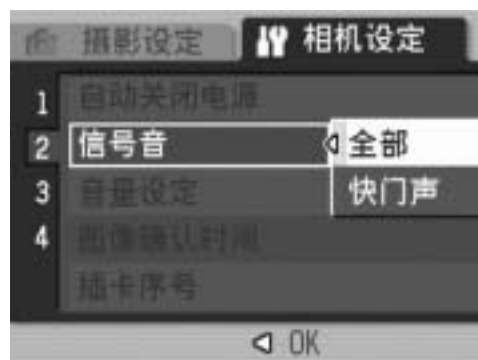 摄影设定 相机设定
1 自动关闭电源
2 信号音 全部
3 音量设定 快门声
4 图像确认时间
插卡序号
OK